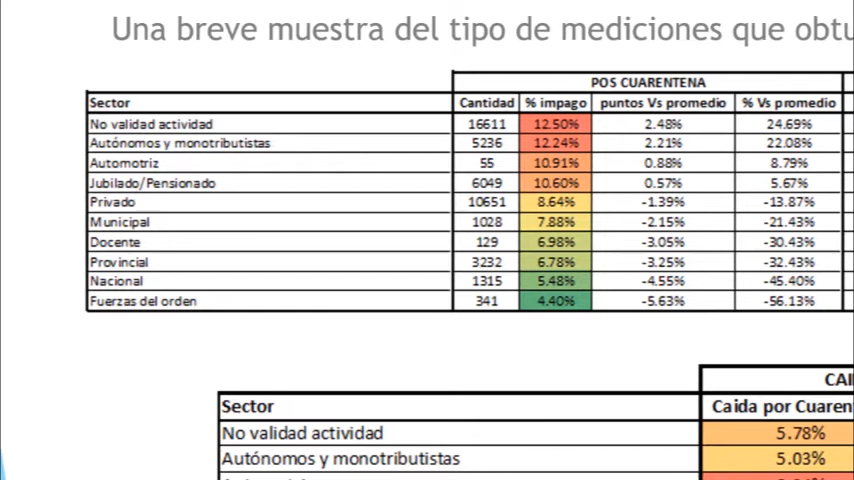 Una breve muestra del tipo de mediciones que obtu
POS CUARENTENA
Sector Cantidad % impago puntos Vs promedio % Vs promedio
No validad actividad 16611 12.50% 2.48% 24.69%
Autónomos y monotributistas 5236 12.24% 2.21% 22.08%
Automotriz 55 10.91% 0.88% 8.79%
Jubilado/Pensionado 6049 10.60% 0.57% 5.67%
Privado 10651 8.64% -1.39% -13.87%
Municipal 1028 7.88% -2.15% -21.43%
Docente 129 6.98% -3.05% -30.43%
Provincial 3232 6.78% -3.25% -32.43%
Nacional 1315 5.48% -4.55% -45.40%
Fuerzas del orden 341 4.40% -5.63% -56.13%
CAI
Sector Caida por Cuaren
No validad actividad 5.78%
Autónomos y monotributistas 5.03%